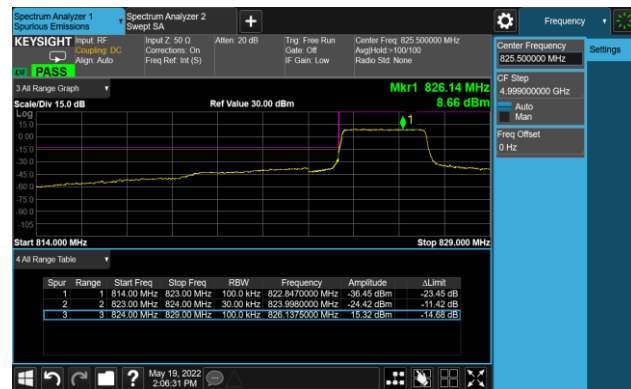 Spectrum Analyzer 1
Spurious Emissions
Spectrum Analyzer 2
Swept SA
+
Frequency
KEYSIGHT
Input: RF
Coupling: DC
Align: Auto
Input Z: 50 Ω
Corrections: On
Freq Ref: Int (S)
Atten: 20 dB
Trig: Free Run
Gate: Off
IF Gain: Low
Center Freq: 825.500000 MHz
Avg|Hold:>100/100
Radio Std: None
PASS
Center Frequency
825.500000 MHz
Settings
CF Step
4.999000000 GHz
Auto
Man
Freq Offset
0 Hz
3.All Range Graph
Mkr1 826.14 MHz
Scale/Div 15.0 dB
Ref Value 30.00 dBm
8.66 dBm
Log
15.0
0.00
-15.0
-30.0
-45.0
-60.0
-75.0
-90.0
-105
1
Start 814.000 MHz
Stop 829.000 MHz
4.All Range Table
Spur Range Start Freq Stop Freq RBW Frequency Amplitude ΔLimit
1 1 814.00 MHz 823.00 MHz 100.0 kHz 822.8470000 MHz -36.45 dBm -23.45 dB
2 2 823.00 MHz 824.00 MHz 30.00 kHz 823.9980000 MHz -24.42 dBm -11.42 dB
3 3 824.00 MHz 829.00 MHz 100.0 kHz 826.1375000 MHz 15.32 dBm -14.68 dB
?
May 19, 2022
2:06:31 PM